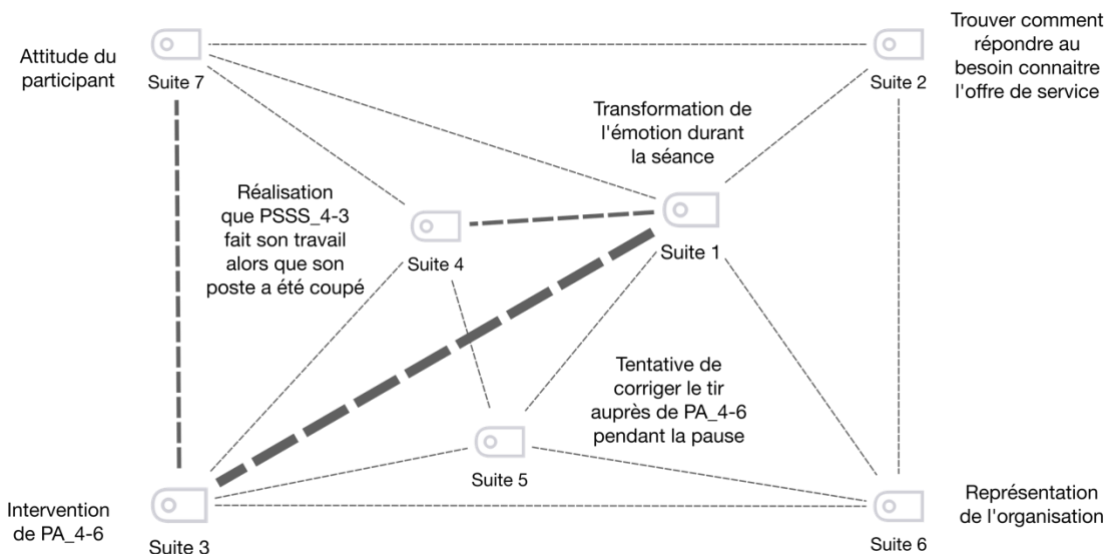 Attitude du
participant
Suite 7
Suite 2
Trouver comment
répondre au
besoin connaitre
l'offre de service
Transformation de
l'émotion durant
la séance
Suite 1
Réalisation
que PSSS_4-3
fait son travail
alors que son
poste a été coupé
Suite 4
Tentative de
corriger le tir
auprès de PA_4-6
pendant la pause
Suite 5
Intervention
de PA_4-6
Suite 3
Suite 6
Représentation
de l'organisation